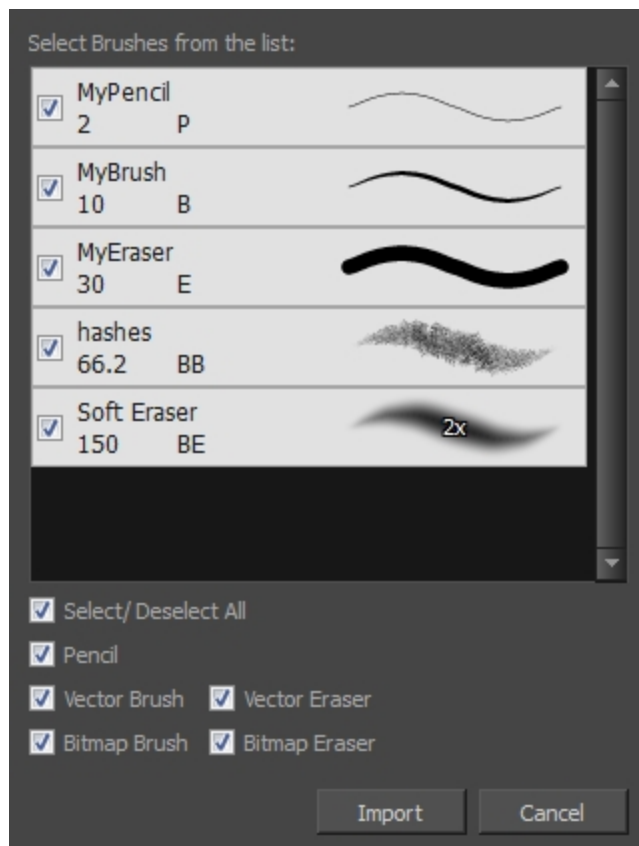 Select Brushes from the list:
MyPencil
2 P
MyBrush
10 B
MyEraser
30 E
hashes
66.2 BB
Soft Eraser
150 BE
2x
Select/ Deselect All
Pencil
Vector Brush Vector Eraser
Bitmap Brush Bitmap Eraser
Import Cancel